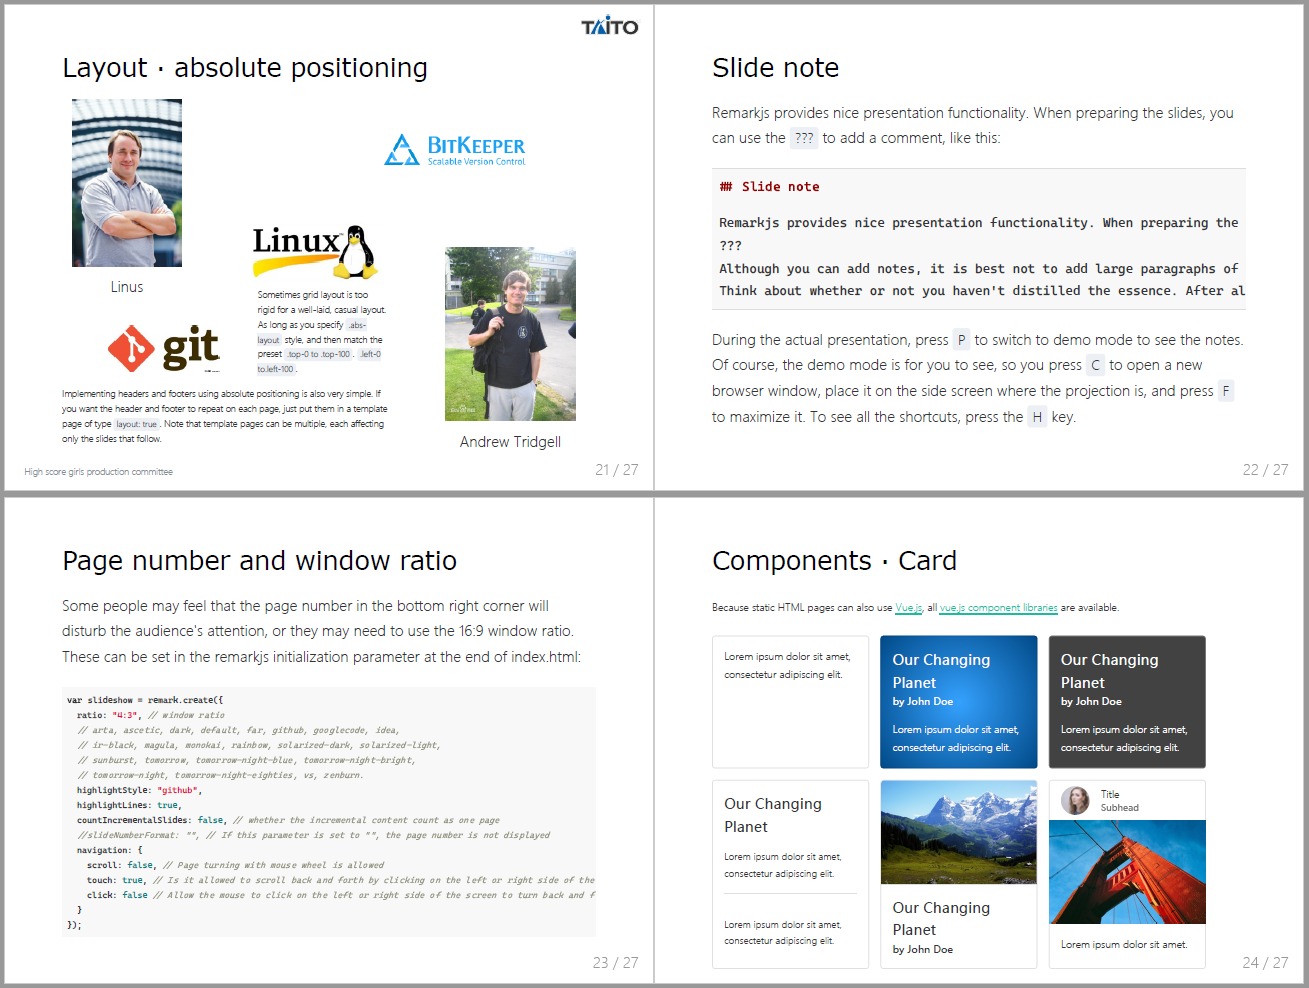 TAITO
Layout · absolute positioning
BITKEEPER
Scalable Version Control
Linux
Linus
Sometimes grid layout is too
rigid for a well-laid, casual layout.
As long as you specify .abs-
layout style, and then match the
preset .top-0 to .top-100 . .left-0
to.left-100 .
git
Implementing headers and footers using absolute positioning is also very simple. If
you want the header and footer to repeat on each page, just put them in a template
page of type layout: true . Note that template pages can be multiple, each affecting
only the slides that follow.
Andrew Tridgell
High score girls production committee
21 / 27
Slide note
Remarkjs provides nice presentation functionality. When preparing the slides, you
can use the ??? to add a comment, like this:
## Slide note
Remarkjs provides nice presentation functionality. When preparing the
???
Although you can add notes, it is best not to add large paragraphs of
Think about whether or not you haven't distilled the essence. After al
During the actual presentation, press P to switch to demo mode to see the notes.
Of course, the demo mode is for you to see, so you press C to open a new
browser window, place it on the side screen where the projection is, and press F
to maximize it. To see all the shortcuts, press the H key.
22 / 27
Page number and window ratio
Some people may feel that the page number in the bottom right corner will
disturb the audience's attention, or they may need to use the 16:9 window ratio.
These can be set in the remarkjs initialization parameter at the end of index.html:
var slideshow = remark.create({
ratio: "4:3", // window ratio
// arta, ascetic, dark, default, far, github, googlecode, idea,
// ir-black, magula, monokai, rainbow, solarized-dark, solarized-light,
// sunburst, tomorrow, tomorrow-night-blue, tomorrow-night-bright,
// tomorrow-night, tomorrow-night-eighties, vs, zenburn.
highlightStyle: "github",
highlightLines: true,
countIncrementalSlides: false, // whether the incremental content count as one page
//slideNumberFormat: "", // If this parameter is set to "", the page number is not displayed
navigation: {
scroll: false, // Page turning with mouse wheel is allowed
touch: true, // Is it allowed to scroll back and forth by clicking on the left or right side of the
click: false // Allow the mouse to click on the left or right side of the screen to turn back and f
}
});
23 / 27
Components · Card
Because static HTML pages can also use Vue.js, all vue.js component libraries are available.
Lorem ipsum dolor sit amet,
consectetur adipiscing elit.
Our Changing
Planet
by John Doe
Lorem ipsum dolor sit amet,
consectetur adipiscing elit.
Our Changing
Planet
by John Doe
Lorem ipsum dolor sit amet,
consectetur adipiscing elit.
Our Changing
Planet
Lorem ipsum dolor sit amet,
consectetur adipiscing elit.
Lorem ipsum dolor sit amet,
consectetur adipiscing elit.
Our Changing
Planet
by John Doe
Title
Subhead
Lorem ipsum dolor sit amet.
24 / 27